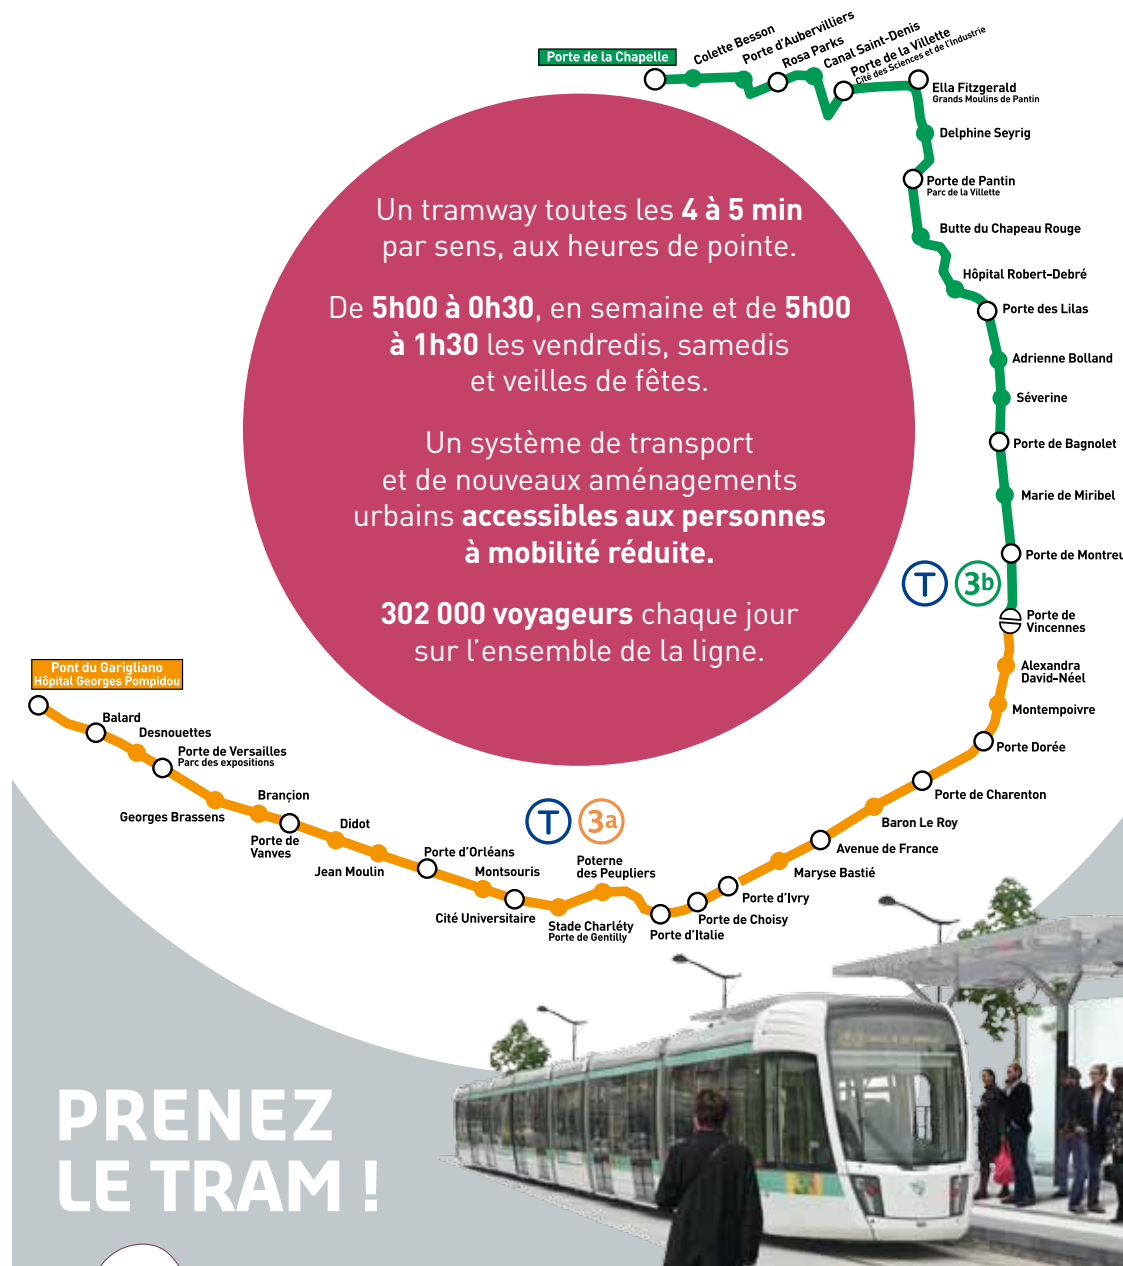 Porte de la Chapelle
Colette Besson
Porte d'Aubervilliers
Rosa Parks
Canal Saint-Denis
Porte de la Villette
Cité des Sciences et de l'Industrie
Ella Fitzgerald
Grands Moulins de Pantin
Delphine Seyrig
Porte de Pantin
Parc de la Villette
Butte du Chapeau Rouge
Hôpital Robert-Debré
Porte des Lilas
Adrienne Bolland
Séverine
Porte de Bagnolet
Marie de Miribel
Porte de Montreu
T 3b
Porte de
Vincennes
Alexandra
David-Néel
Montempoivre
Porte Dorée
Porte de Charenton
Baron Le Roy
Avenue de France
Maryse Bastié
Porte d'Ivry
Porte de Choisy
Porte d'Italie
Poterne
des Peupliers
Stade Charléty
Porte de Gentilly
Cité Universitaire
Montsouris
Porte d'Orléans
Jean Moulin
Didot
Porte de
Vanves
Brançion
Georges Brassens
Porte de Versailles
Parc des expositions
Desnouettes
Balard
Pont du Garigliano
Hôpital Georges Pompidou
T 3a
Un tramway toutes les 4 à 5 min
par sens, aux heures de pointe.
De 5h00 à 0h30, en semaine et de 5h00
à 1h30 les vendredis, samedis
et veilles de fêtes.
Un système de transport
et de nouveaux aménagements
urbains accessibles aux personnes
à mobilité réduite.
302 000 voyageurs chaque jour
sur l'ensemble de la ligne.
PRENEZ
LE TRAM !